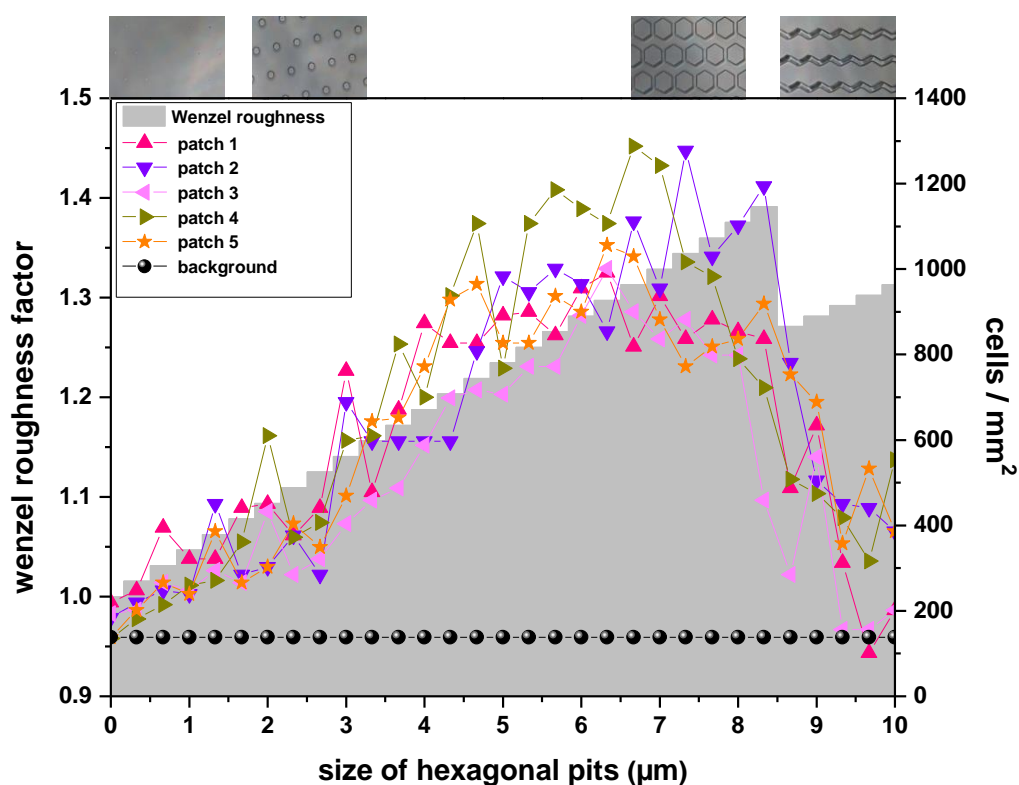 1.5
1.4
1.3
1.2
1.1
1.0
0.9
wenzel roughness factor
Wenzel roughness
patch 1
patch 2
patch 3
patch 4
patch 5
background
1400
1200
1000
800
600
400
200
0
cells / mm²
0 1 2 3 4 5 6 7 8 9 10
size of hexagonal pits (µm)